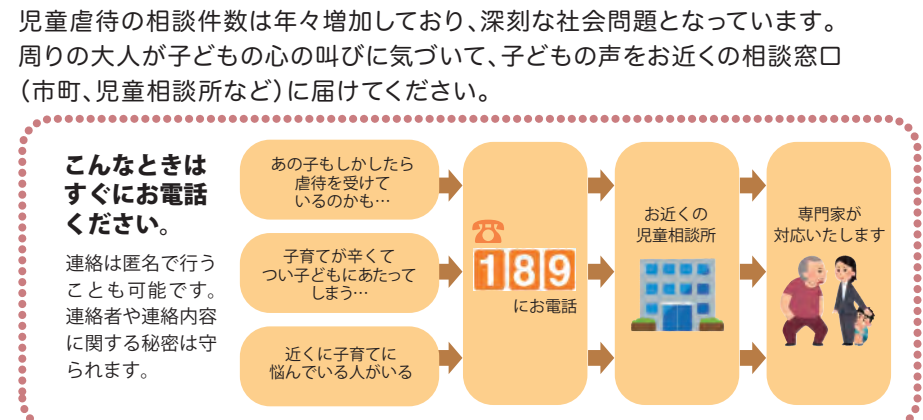 児童虐待の相談件数は年々増加しており、深刻な社会問題となっています。
周りの大人が子どもの心の叫びに気づいて、子どもの声をお近くの相談窓口
（市町、児童相談所など）に届けてください。
こんなときは
すぐにお電話
ください。
連絡は匿名で行う
ことも可能です。
連絡者や連絡内容
に関する秘密は守
られます。
あの子もしかしたら
虐待を受けて
いるのかも…
子育てが辛くて
つい子どもにあたって
しまう…
近くに子育てに
悩んでいる人がいる
189
にお電話
お近くの
児童相談所
専門家が
対応いたします